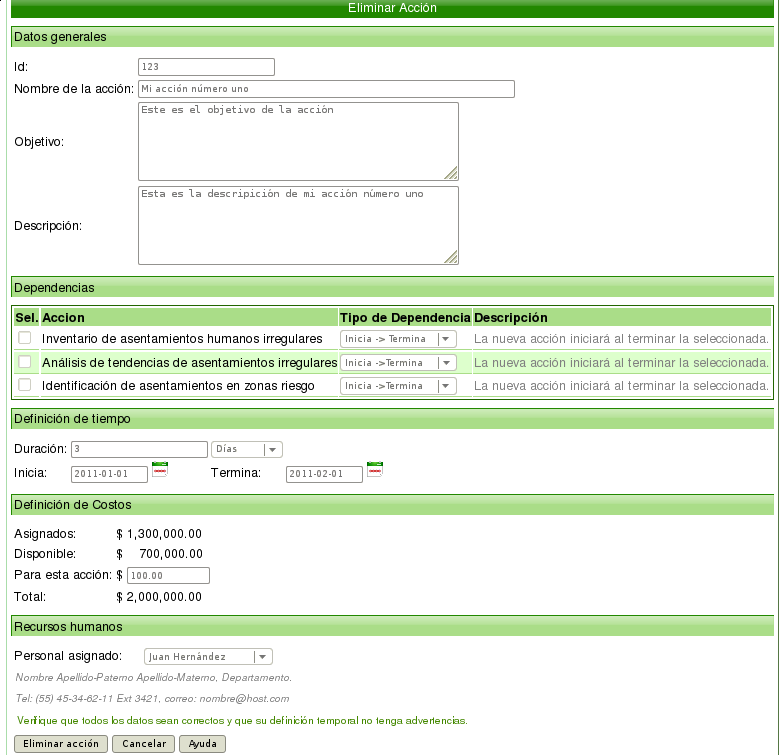 Eliminar Acción
Datos generales
Id: 123
Nombre de la acción: Mi acción número uno
Objetivo: Este es el objetivo de la acción
Descripción: Esta es la descripición de mi acción número uno
Dependencias
Sel. Accion Tipo de Dependencia Descripción
Inventario de asentamientos humanos irregulares Inicia -> Termina La nueva acción iniciará al terminar la seleccionada.
Análisis de tendencias de asentamientos irregulares Inicia ->Termina La nueva acción iniciará al terminar la seleccionada.
Identificación de asentamientos en zonas riesgo Inicia ->Termina La nueva acción iniciará al terminar la seleccionada.
Definición de tiempo
Duración: 3 Días
Inicia: 2011-01-01 Termina: 2011-02-01
Definición de Costos
Asignados: $ 1,300,000.00
Disponible: $ 700,000.00
Para esta acción: $ 100.00
Total: $ 2,000,000.00
Recursos humanos
Personal asignado: Juan Hernández
Nombre Apellido-Paterno Apellido-Materno, Departamento.
Tel: (55) 45-34-62-11 Ext 3421, correo: nombre@host.com
Verifique que todos los datos sean correctos y que su definición temporal no tenga advertencias.
Eliminar acción Cancelar Ayuda